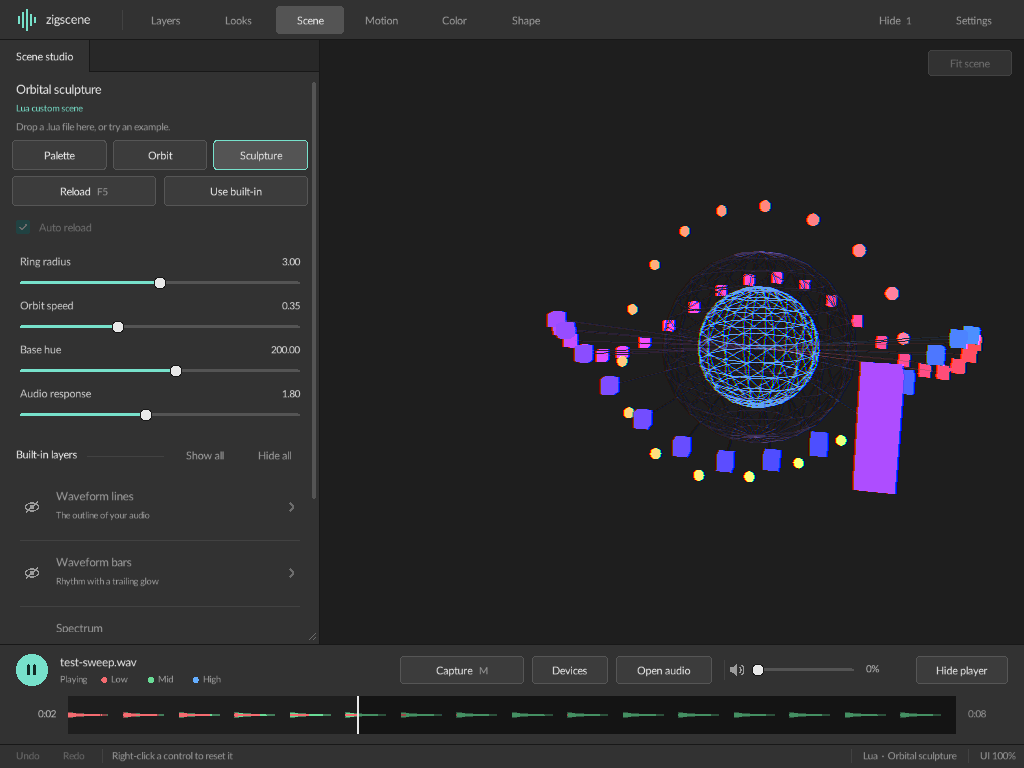 zigscene
Layers Looks Scene Motion Color Shape Hide 1 Settings
Scene studio
Fit scene
Orbital sculpture
Lua custom scene
Drop a .lua file here, or try an example.
Palette Orbit Sculpture
Reload F5 Use built-in
Auto reload
Ring radius 3.00
Orbit speed 0.35
Base hue 200.00
Audio response 1.80
Built-in layers Show all Hide all
Waveform lines
The outline of your audio
Waveform bars
Rhythm with a trailing glow
Spectrum
test-sweep.wav
Playing Low Mid High
Capture M Devices Open audio 0% Hide player
0:02 0:08
Undo Redo Right-click a control to reset it Lua · Orbital sculpture UI 100%